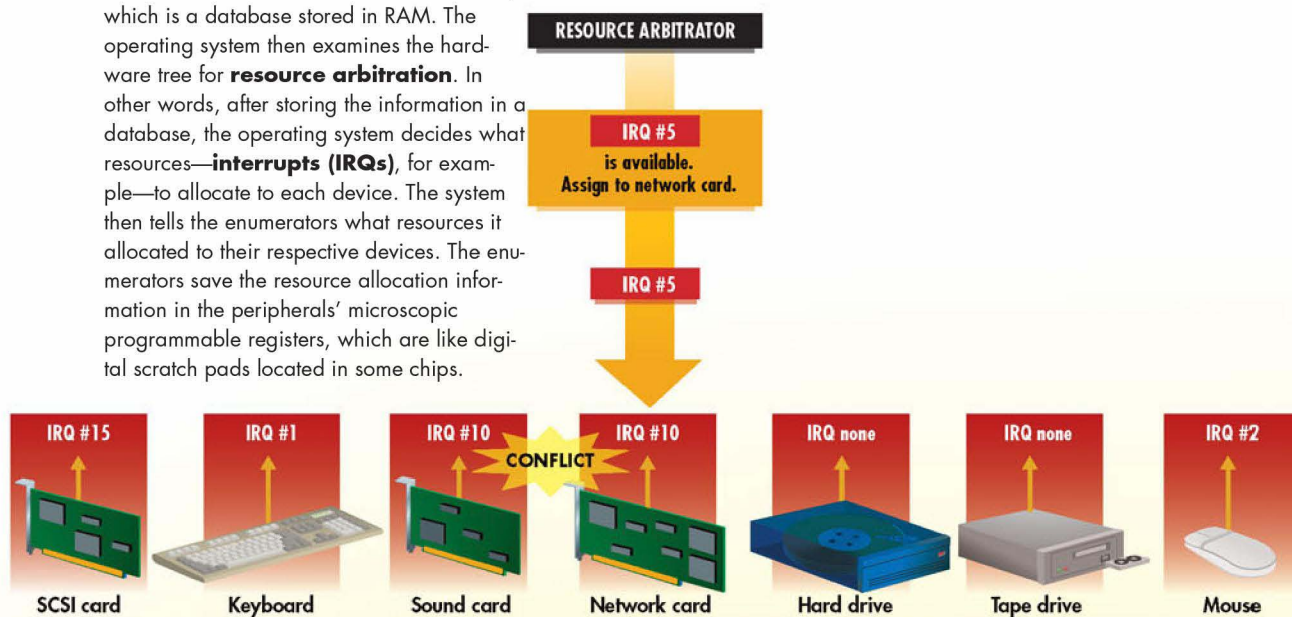 which is a database stored in RAM. The
operating system then examines the hard-
ware tree for resource arbitration. In
other words, after storing the information in a
database, the operating system decides what
resources—interrupts (IRQs), for exam-
ple—to allocate to each device. The system
then tells the enumerators what resources it
allocated to their respective devices. The enu-
merators save the resource allocation infor-
mation in the peripherals’ microscopic
programmable registers, which are like digi-
tal scratch pads located in some chips.
RESOURCE ARBITRATOR
IRQ #5
is available.
Assign to network card.
IRQ #5
IRQ #15
IRQ #1
IRQ #10
CONFLICT
IRQ #10
IRQ none
IRQ none
IRQ #2
SCSI card
Keyboard
Sound card
Network card
Hard drive
Tape drive
Mouse